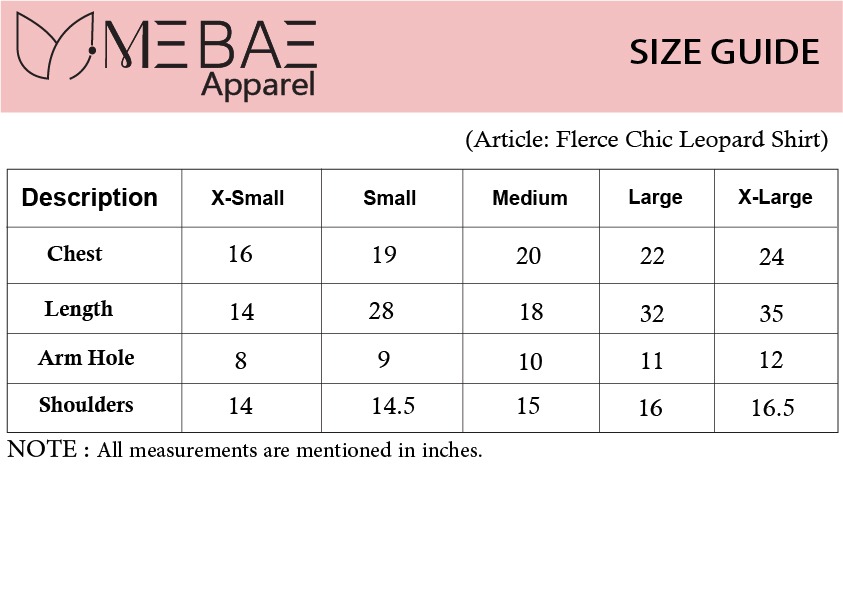 MEBAE
Apparel
SIZE GUIDE
(Article: Flerce Chic Leopard Shirt)
Description X-Small Small Medium Large X-Large
Chest 16 19 20 22 24
Length 14 28 18 32 35
Arm Hole 8 9 10 11 12
Shoulders 14 14.5 15 16 16.5
NOTE : All measurements are mentioned in inches.